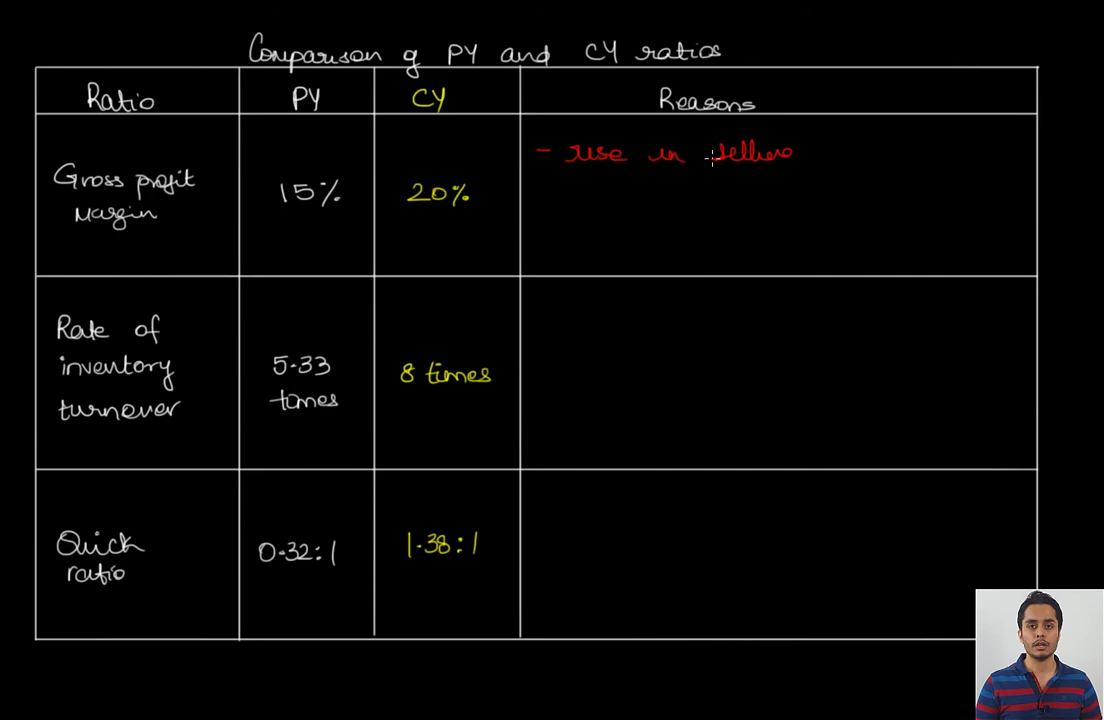 Comparison of PY and CY ratios
Ratio PY CY Reasons
- rise in
Gross profit
Margin
15% 20%
Rate of
inventory
turnover
5.33
times
8 times
Quick
ratio
0.32:1 1.38:1